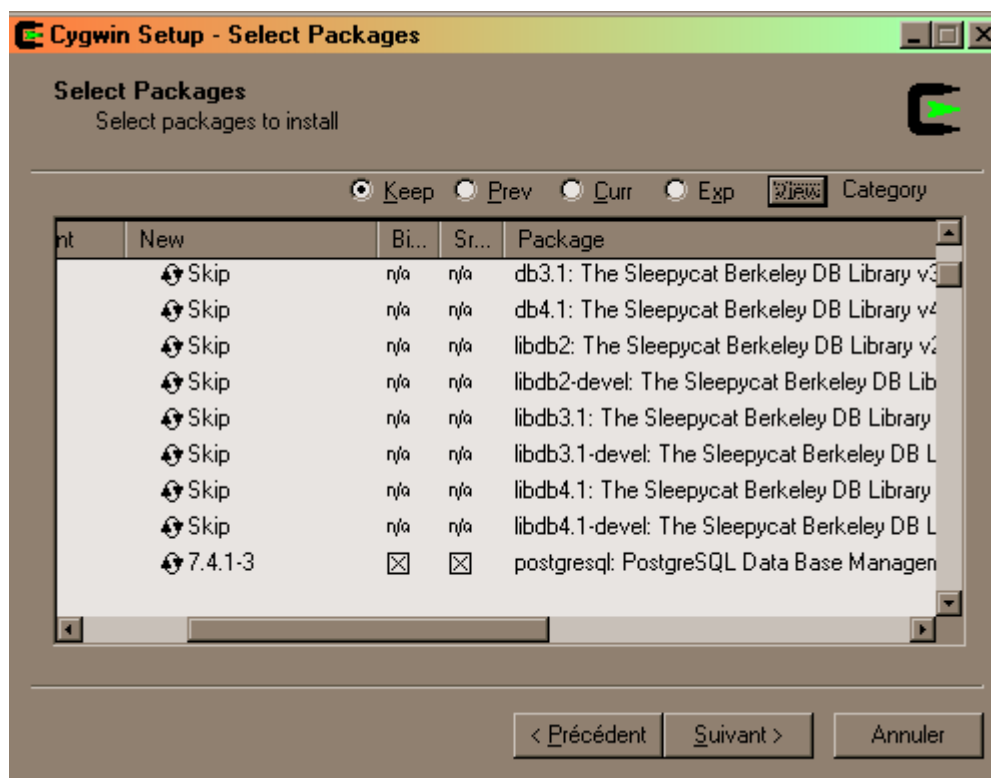 Cygwin Setup - Select Packages
Select Packages
Select packages to install
Keep Prev Curr Exp View Category
nt New Bi... Sr... Package
Skip n/a n/a db3.1: The Sleepycat Berkeley DB Library v3
Skip n/a n/a db4.1: The Sleepycat Berkeley DB Library v4
Skip n/a n/a libdb2: The Sleepycat Berkeley DB Library v2
Skip n/a n/a libdb2-devel: The Sleepycat Berkeley DB Lib
Skip n/a n/a libdb3.1: The Sleepycat Berkeley DB Library
Skip n/a n/a libdb3.1-devel: The Sleepycat Berkeley DB L
Skip n/a n/a libdb4.1: The Sleepycat Berkeley DB Library
Skip n/a n/a libdb4.1-devel: The Sleepycat Berkeley DB L
7.4.1-3 postgresql: PostgreSQL Data Base Managen
< Précédent Suivant > Annuler